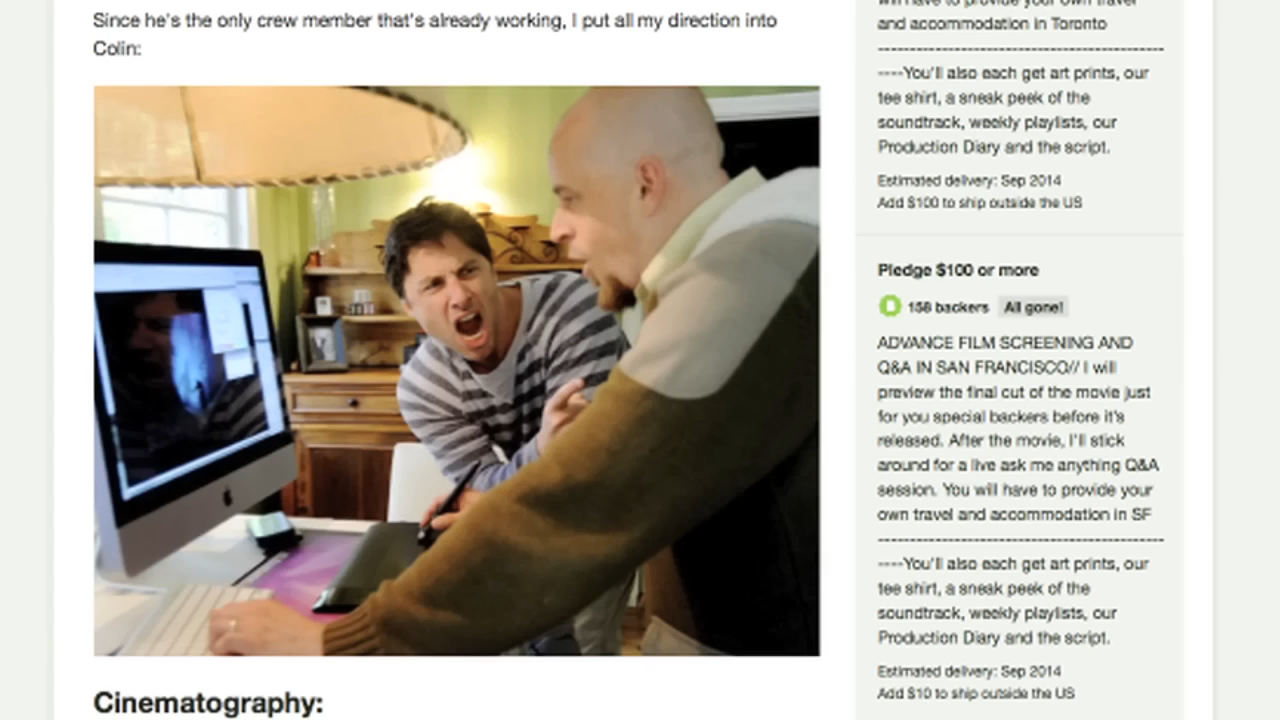 Since he's the only crew member that's already working, I put all my direction into
Colin:
Cinematography:
will have to provide your own travel
and accommodation in Toronto
----------------------------------------------
----You'll also each get art prints, our
tee shirt, a sneak peek of the
soundtrack, weekly playlists, our
Production Diary and the script.
Estimated delivery: Sep 2014
Add $100 to ship outside the US
Pledge $100 or more
158 backers All gone!
ADVANCE FILM SCREENING AND
Q&A IN SAN FRANCISCO// I will
preview the final cut of the movie just
for you special backers before it's
released. After the movie, I'll stick
around for a live ask me anything Q&A
session. You will have to provide your
own travel and accommodation in SF
----------------------------------------------
----You'll also each get art prints, our
tee shirt, a sneak peek of the
soundtrack, weekly playlists, our
Production Diary and the script.
Estimated delivery: Sep 2014
Add $10 to ship outside the US